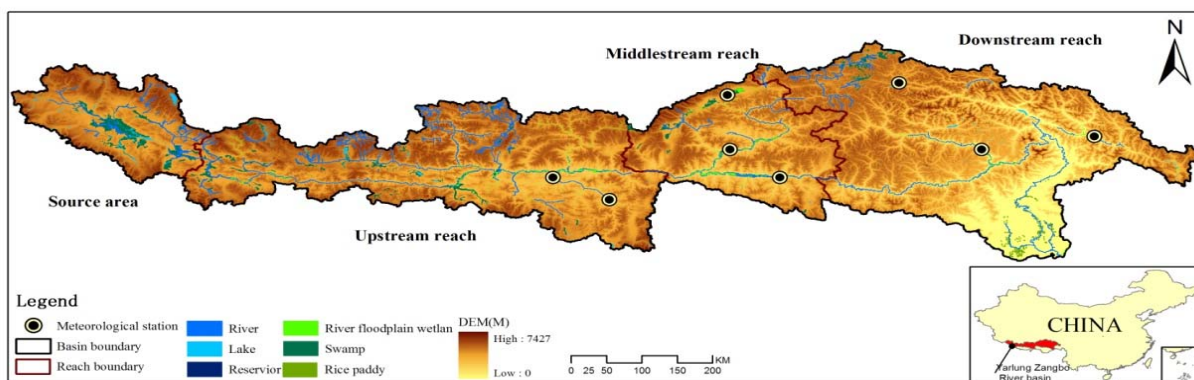 N
Middlestream reach
Downstream reach
Source area
Upstream reach
Legend
Meteorological station
Basin boundary
Reach boundary
River
Lake
Reservior
River floodplain wetlan
Swamp
Rice paddy
DEM(M)
High : 7427
Low : 0
0 50 100 200
KM
150
CHINA
Yarlung Zangbo
River basin